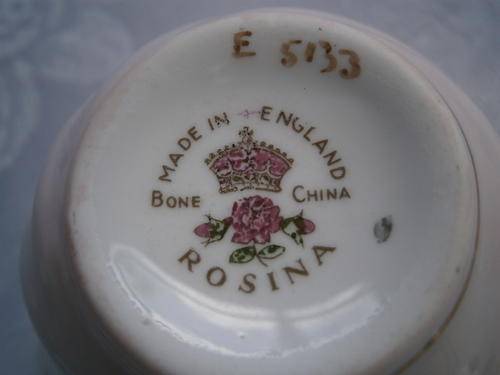 E 5133
MADE IN ENGLAND
BONE CHINA
ROSINA